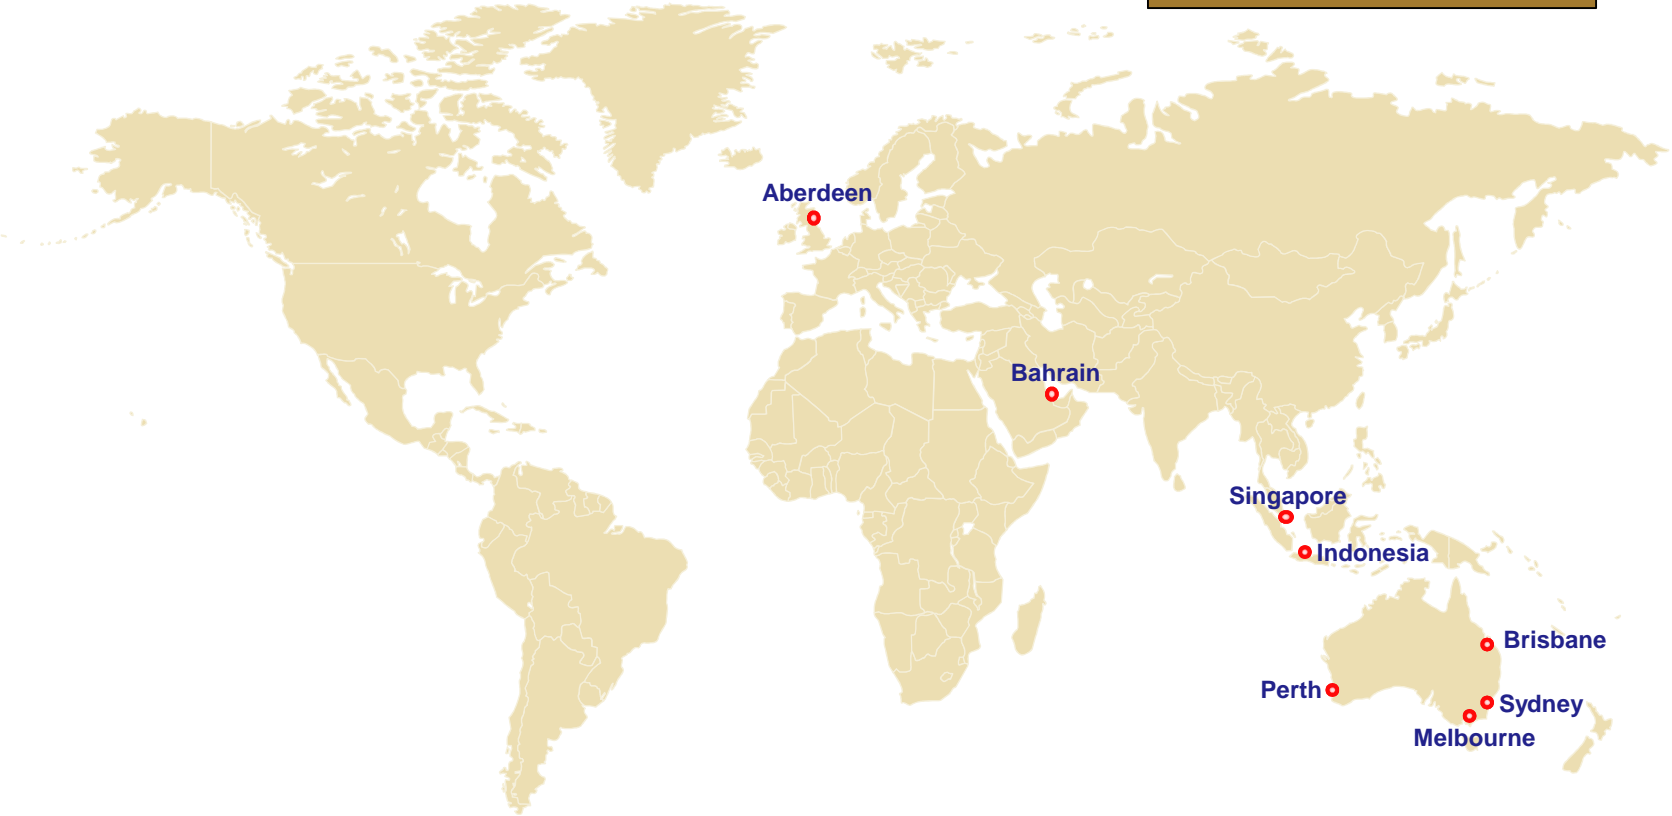 Aberdeen
Bahrain
Singapore
Indonesia
Brisbane
Perth
Sydney
Melbourne